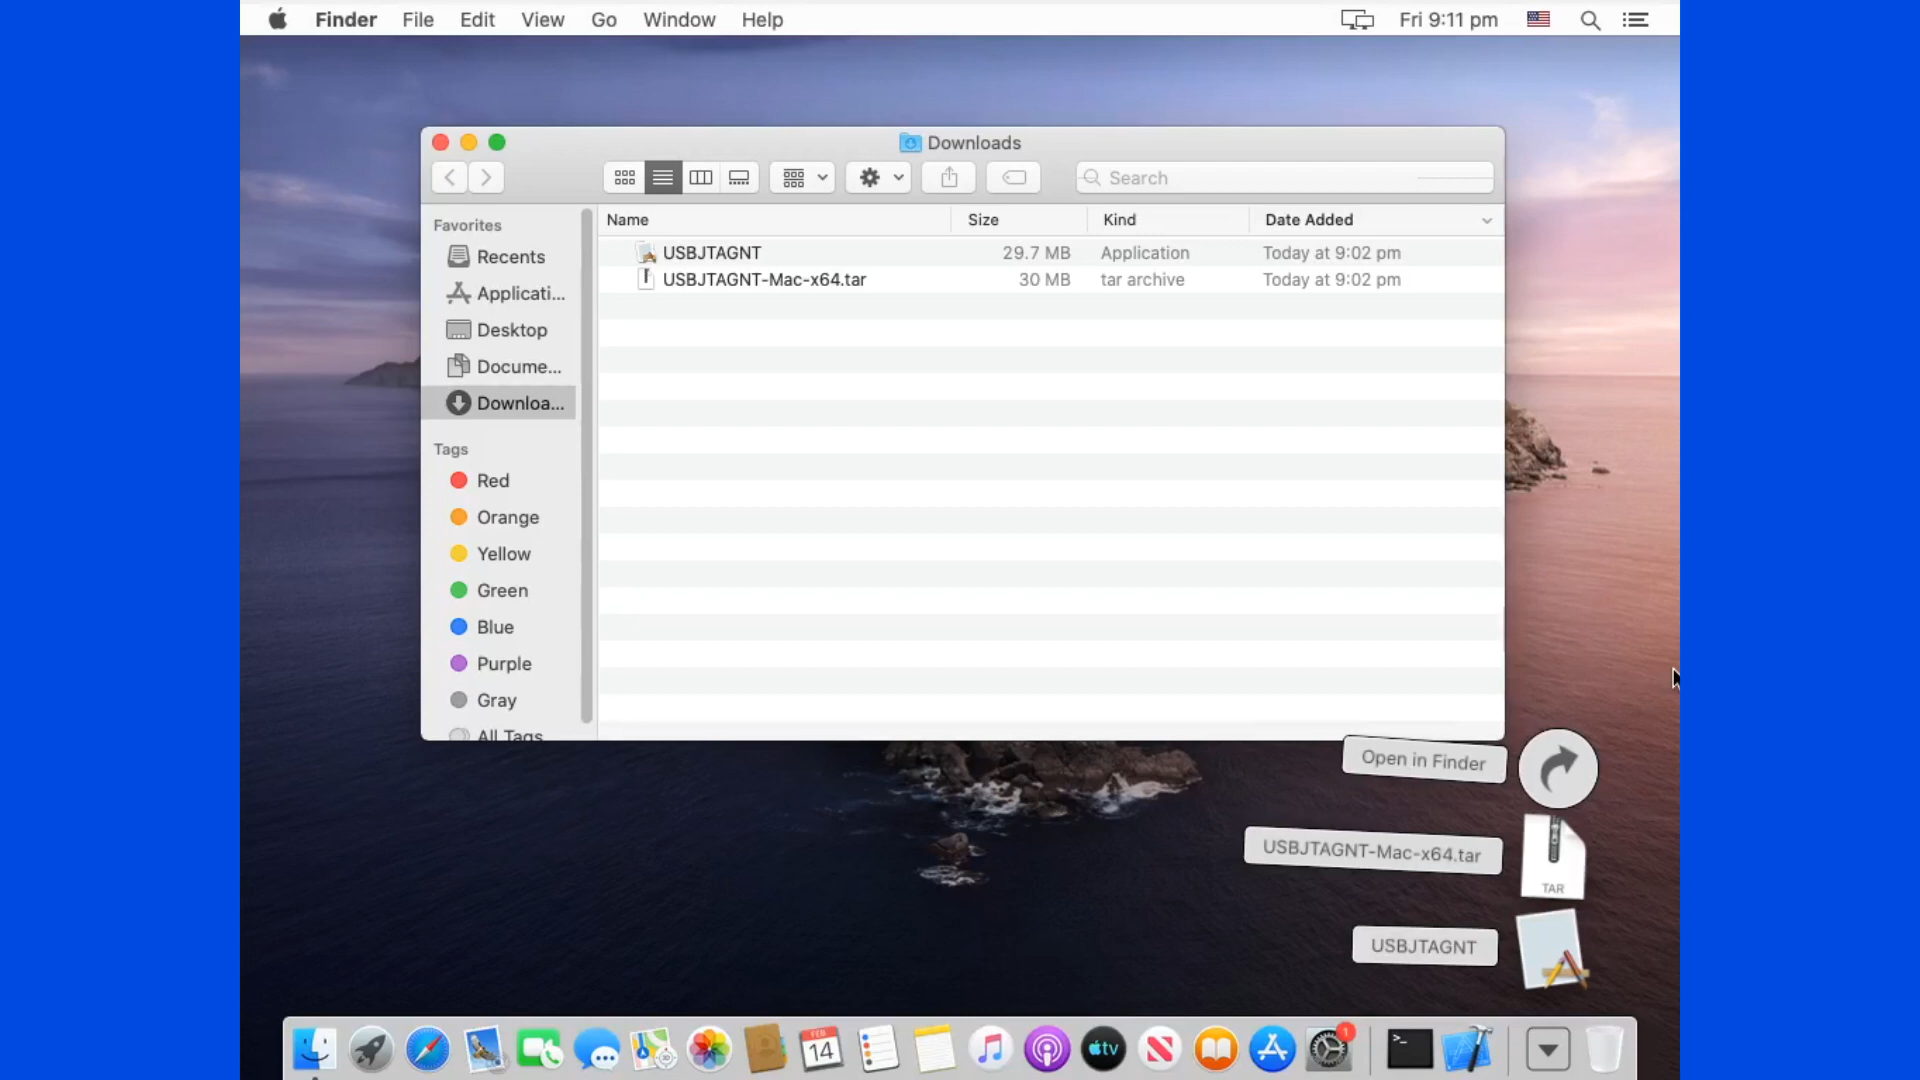 Finder File Edit View Go Window Help Fri 9:11 pm
Downloads
Search
Favorites
Recents
Applicati...
Desktop
Docume...
Downloa...
Tags
Red
Orange
Yellow
Green
Blue
Purple
Gray
All Tags
Name Size Kind Date Added
USBJTAGNT 29.7 MB Application Today at 9:02 pm
USBJTAGNT-Mac-x64.tar 30 MB tar archive Today at 9:02 pm
Open in Finder
USBJTAGNT-Mac-x64.tar
TAR
USBJTAGNT
FEB
14
tv
1
>_